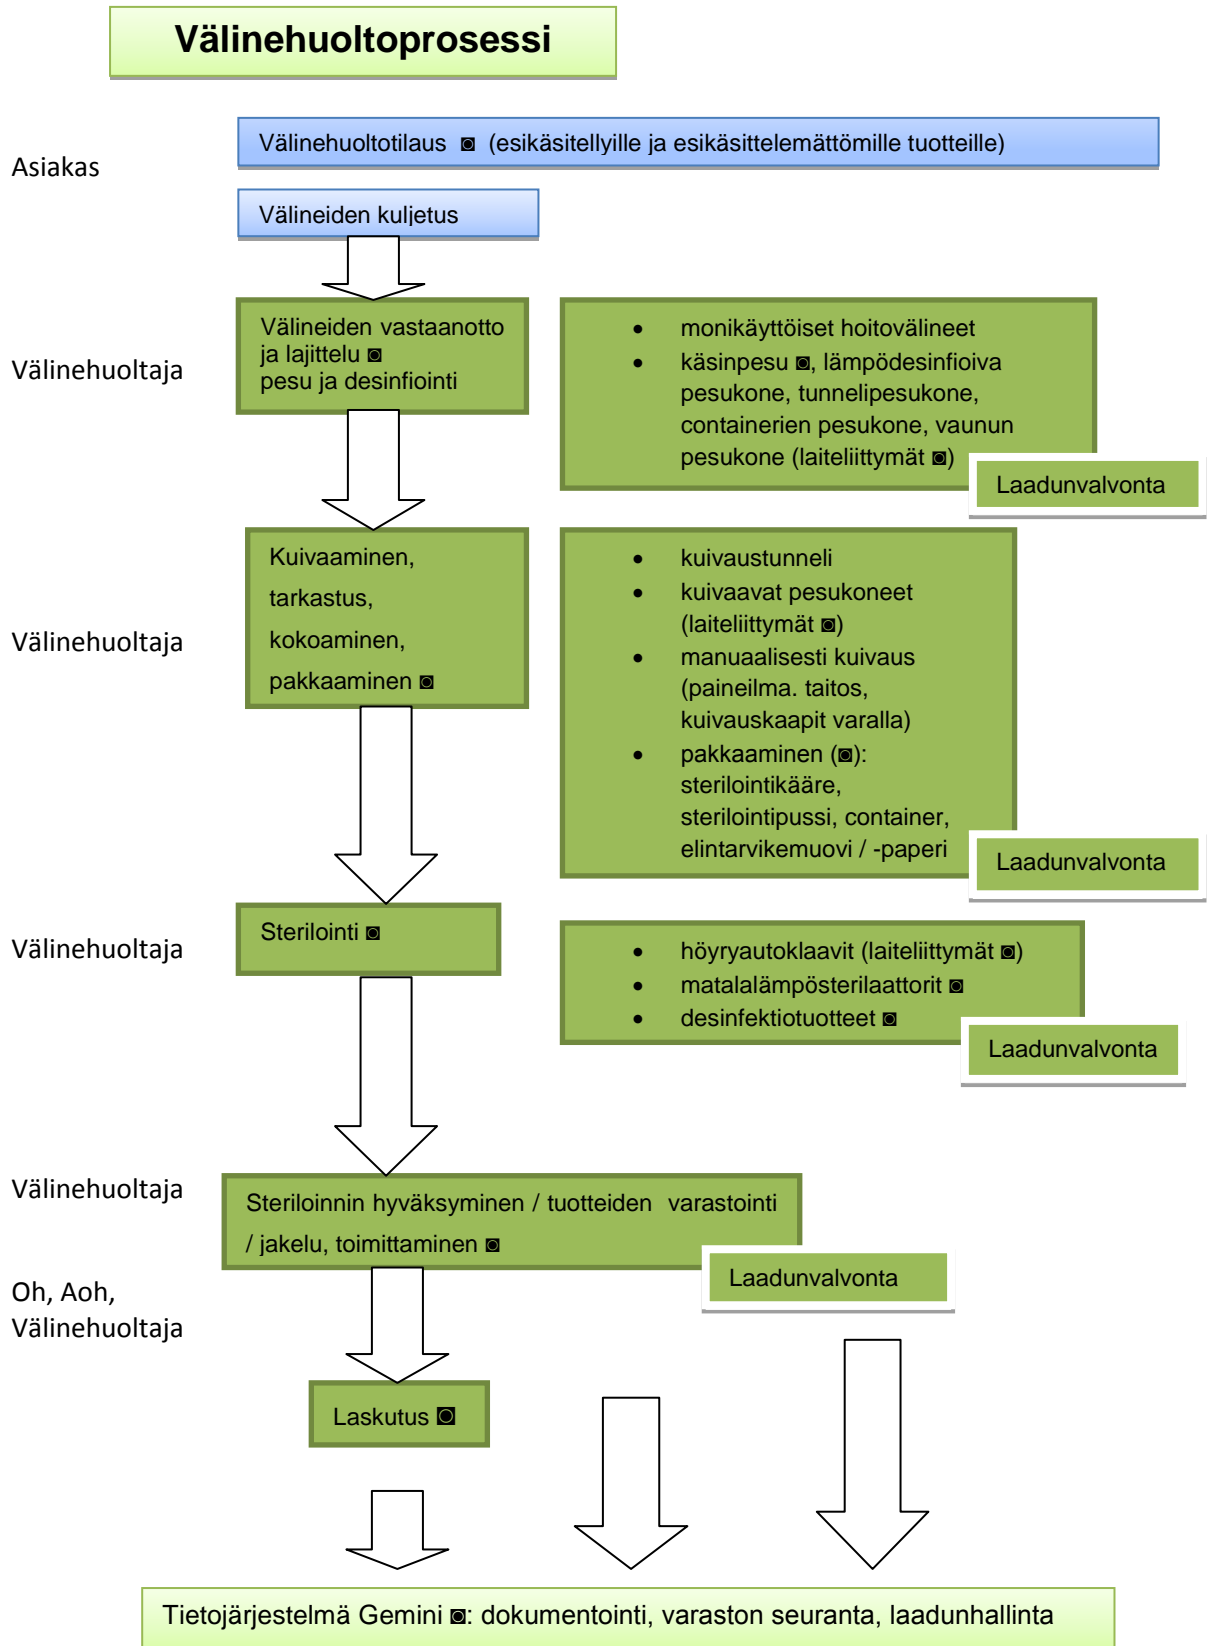 Välinehuoltoprosessi
Välinehuoltotilaus ◙ (esikäsitellyille ja esikäsittelemättömille tuotteille)
Asiakas
Välineiden kuljetus
Välineiden vastaanotto
ja lajittelu ◙
pesu ja desinfiointi
Välinehuoltaja
• monikäyttöiset hoitovälineet
• käsinpesu ◙, lämpödesinfioiva
pesukone, tunnelipesukone,
containerien pesukone, vaunun
pesukone (laiteliittymät ◙)
Laadunvalvonta
Kuivaaminen,
tarkastus,
kokoaminen,
pakkaaminen ◙
Välinehuoltaja
• kuivaustunneli
• kuivaavat pesukoneet
(laiteliittymät ◙)
• manuaalisesti kuivaus
(paineilma. taitos,
kuivauskaapit varalla)
• pakkaaminen (◙):
sterilointikääre,
sterilointipussi, container,
elintarvikemuovi / -paperi
Laadunvalvonta
Välinehuoltaja
Sterilointi ◙
• höyryautoklaavit (laiteliittymät ◙)
• matalalämpösterilaattorit ◙
• desinfektiotuotteet ◙
Laadunvalvonta
Välinehuoltaja
Steriloinnin hyväksyminen / tuotteiden varastointi
/ jakelu, toimittaminen ◙
Laadunvalvonta
Oh, Aoh,
Välinehuoltaja
Laskutus ◙
Tietojärjestelmä Gemini ◙: dokumentointi, varaston seuranta, laadunhallinta